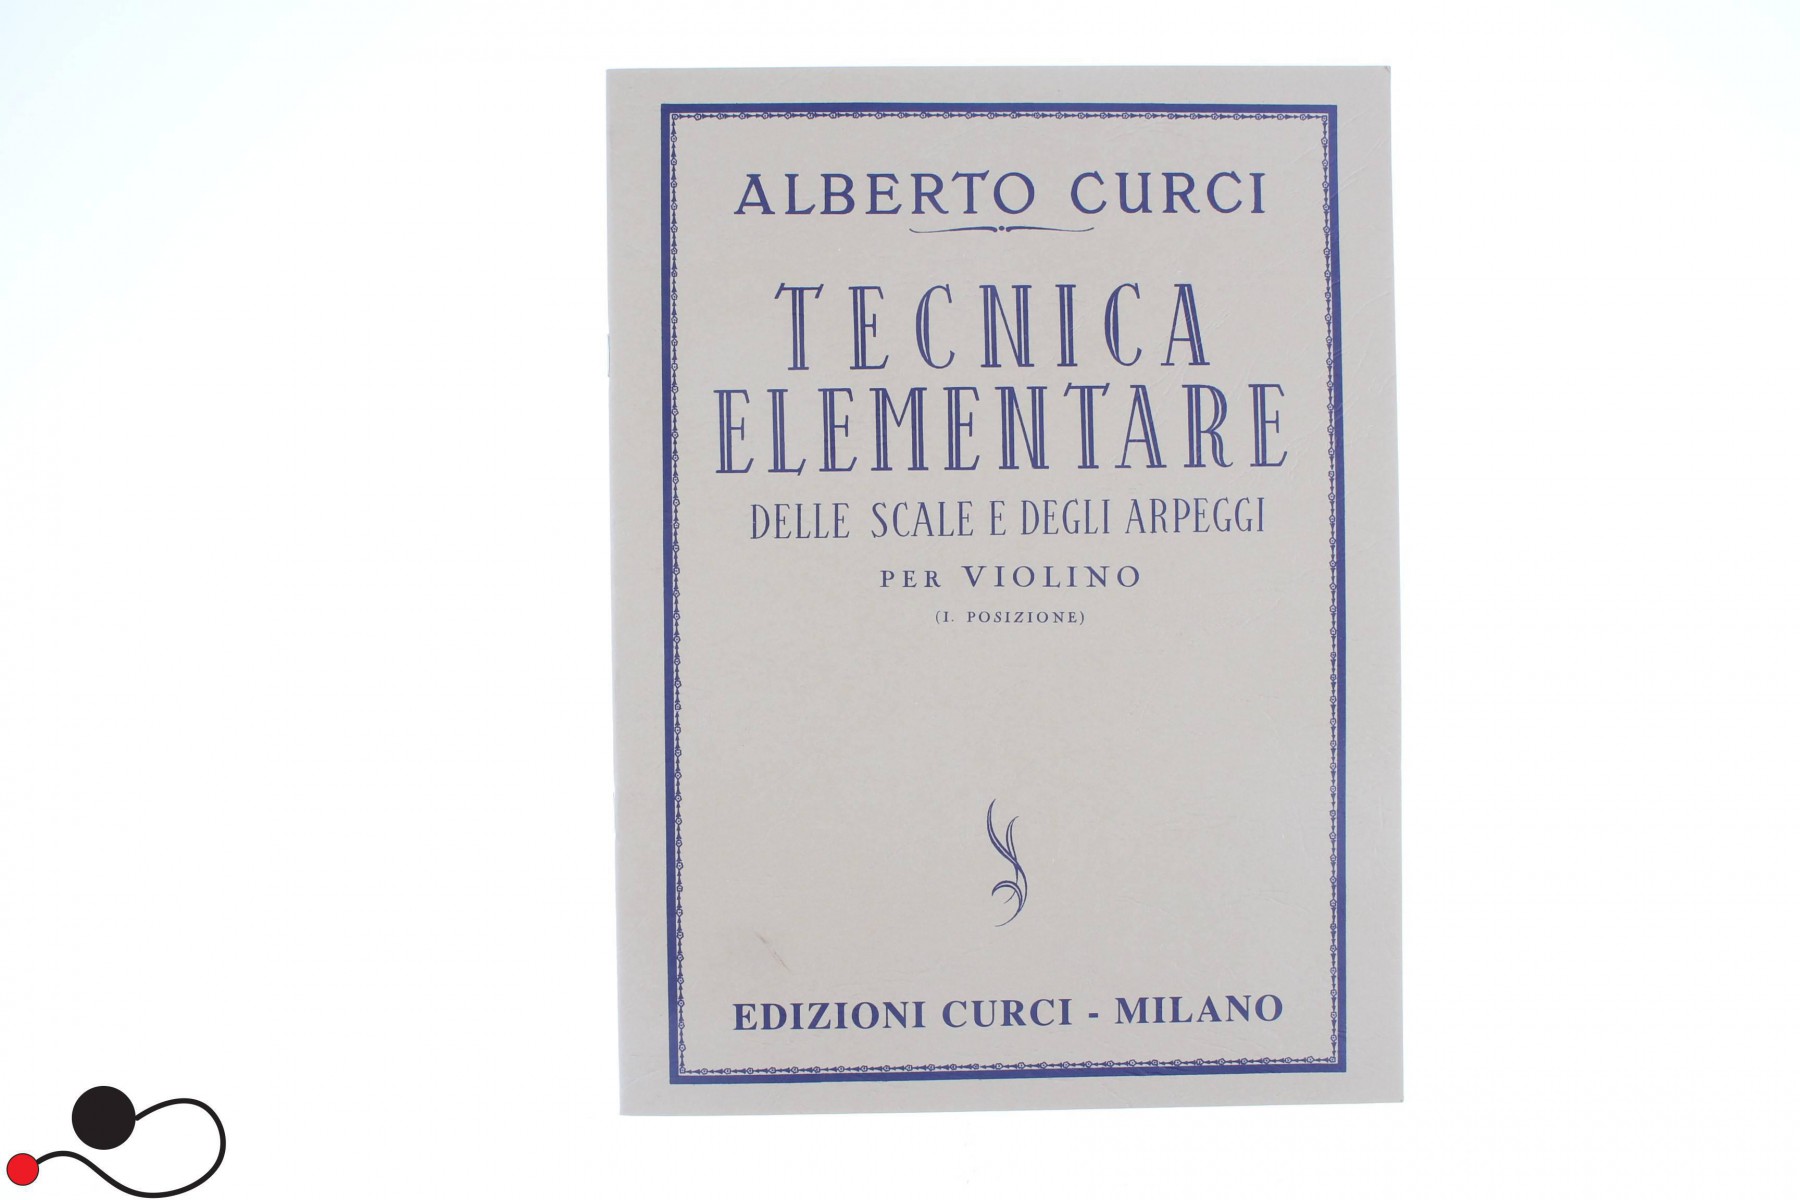 ALBERTO CURCI
TECNICA
ELEMENTARE
DELLE SCALE E DEGLI ARPEGGI
PER VIOLINO
(I. POSIZIONE)
EDIZIONI CURCI - MILANO